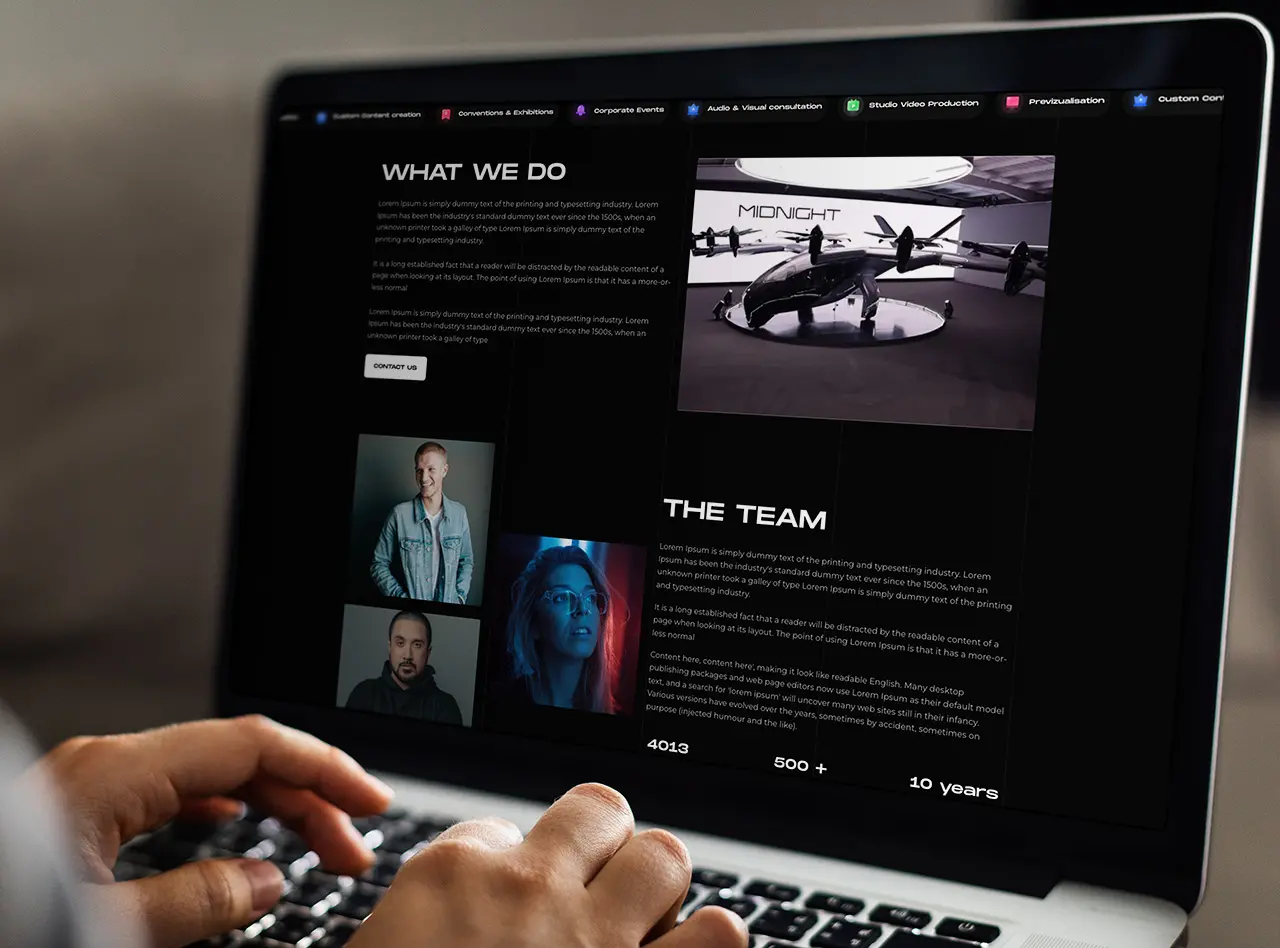 Custom Content creation
Conventions & Exhibitions
Corporate Events
Audio & Visual consultation
Studio Video Production
Previzualisation
Custom Cont
WHAT WE DO
Lorem Ipsum is simply dummy text of the printing and typesetting industry. Lorem
Ipsum has been the industry's standard dummy text ever since the 1500s, when an
unknown printer took a galley of type Lorem Ipsum is simply dummy text of the
printing and typesetting industry.
It is a long established fact that a reader will be distracted by the readable content of a
page when looking at its layout. The point of using Lorem Ipsum is that it has a more-or-
less normal
Lorem Ipsum is simply dummy text of the printing and typesetting industry. Lorem
Ipsum has been the industry's standard dummy text ever since the 1500s, when an
unknown printer took a galley of type
CONTACT US
MIDNIGHT
THE TEAM
Lorem Ipsum is simply dummy text of the printing and typesetting industry. Lorem
Ipsum has been the industry's standard dummy text ever since the 1500s, when an
unknown printer took a galley of type Lorem Ipsum is simply dummy text of the printing
and typesetting industry.
It is a long established fact that a reader will be distracted by the readable content of a
page when looking at its layout. The point of using Lorem Ipsum is that it has a more-or-
less normal
Content here, content here', making it look like readable English. Many desktop
publishing packages and web page editors now use Lorem Ipsum as their default model
text, and a search for 'lorem ipsum' will uncover many web sites still in their infancy.
Various versions have evolved over the years, sometimes by accident, sometimes on
purpose (injected humour and the like).
4013
500 +
10 years